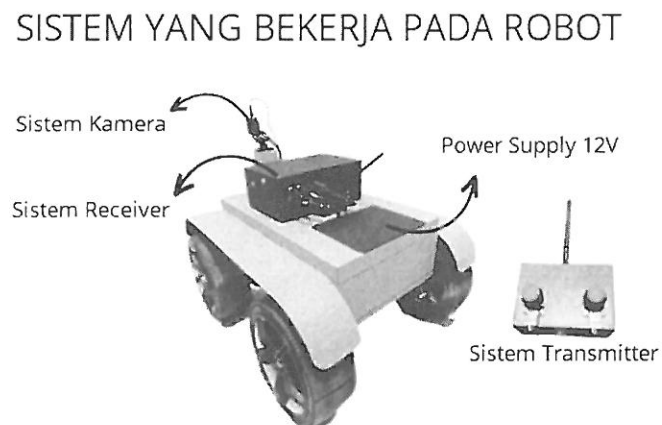 SISTEM YANG BEKERJA PADA ROBOT
Sistem Kamera
Power Supply 12V
Sistem Receiver
Sistem Transmitter